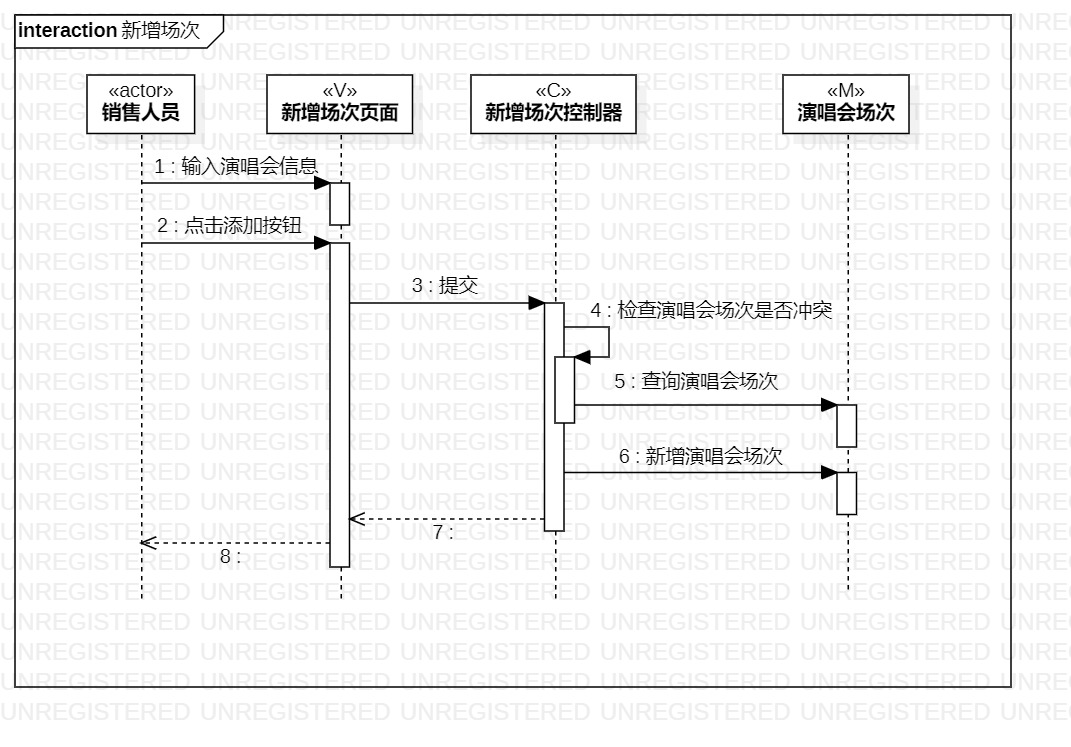 interaction 新增场次
«actor»
销售人员
«V»
新增场次页面
«C»
新增场次控制器
«M»
演唱会场次
1 : 输入演唱会信息
2 : 点击添加按钮
3 : 提交
4 : 检查演唱会场次是否冲突
5 : 查询演唱会场次
6 : 新增演唱会场次
7 :
8 :
UNREGISTERED